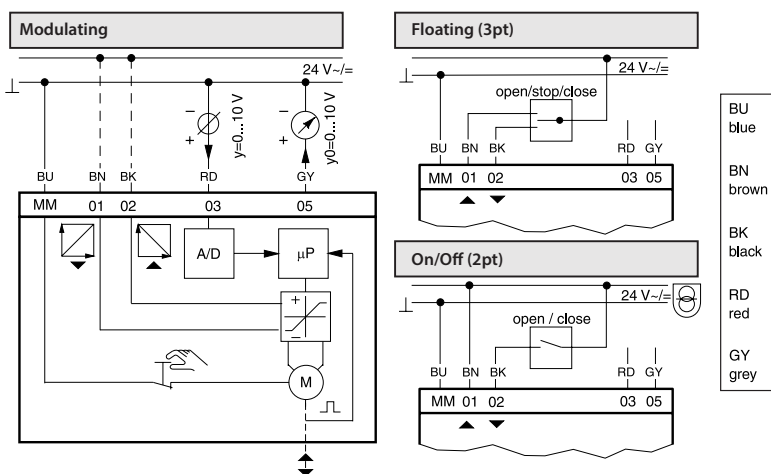 Modulating
24 V~/=
⊥
−
+
y=0...10 V
−
+
y0=0...10 V
BU BN BK RD GY
MM 01 02 03 05
A/D
µP
+
−
M
Floating (3pt)
24 V~/=
⊥
open/stop/close
BU BN BK RD GY
MM 01 02 03 05
On/Off (2pt)
24 V~/=
⊥
open / close
BU BN BK RD GY
MM 01 02 03 05
BU
blue
BN
brown
BK
black
RD
red
GY
grey